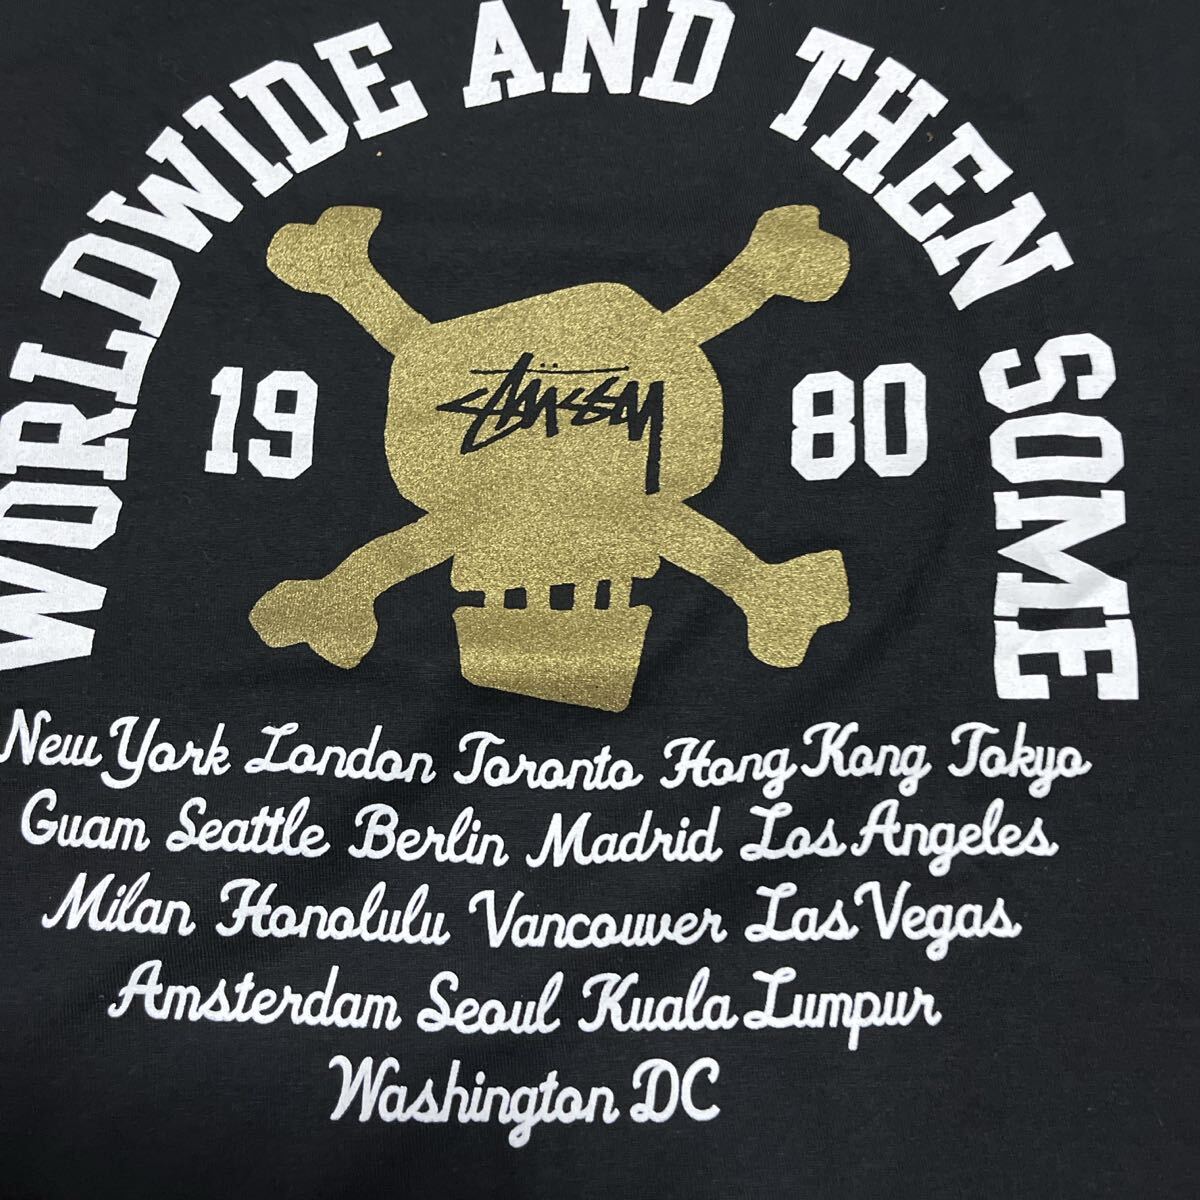 WORLDWIDE AND THEN SOME
19 80
Stüssy
New York London Toronto Hong Kong Tokyo
Guam Seattle Berlin Madrid Los Angeles
Milan Honolulu Vancouver Las Vegas
Amsterdam Seoul Kuala Lumpur
Washington DC